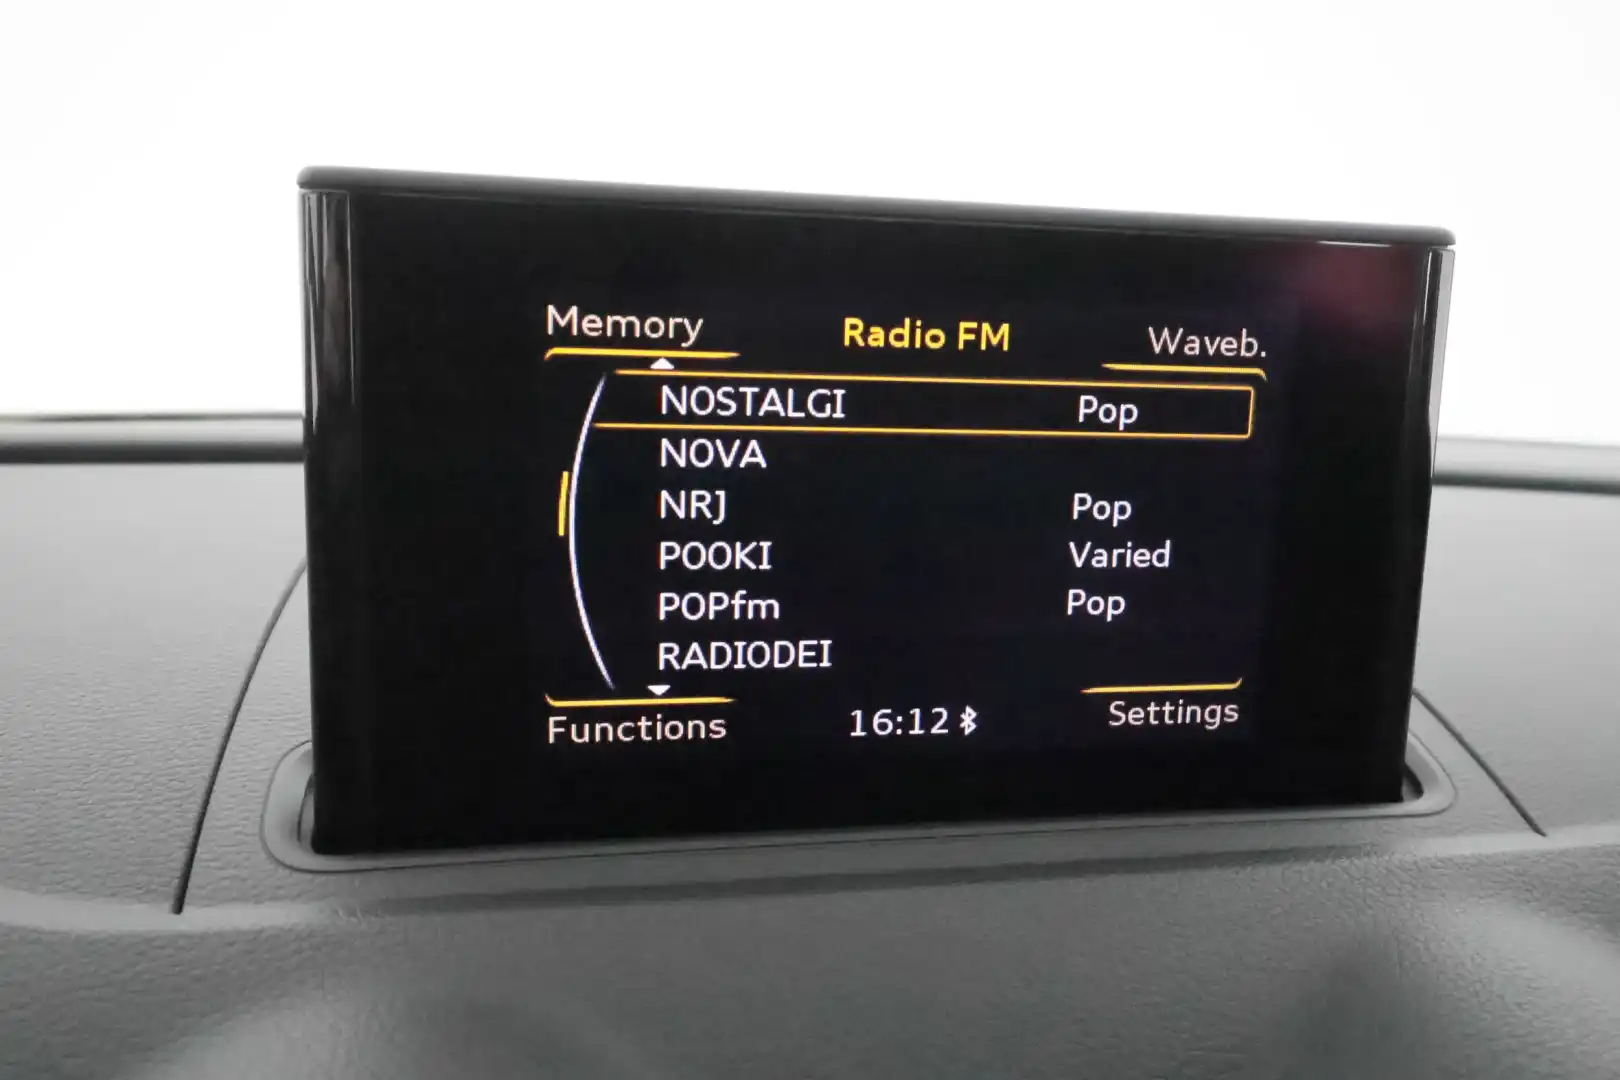 Memory Radio FM Waveb.
NOSTALGI Pop
NOVA
NRJ Pop
POOKI Varied
POPfm Pop
RADIODEI
Functions 16:12 Settings